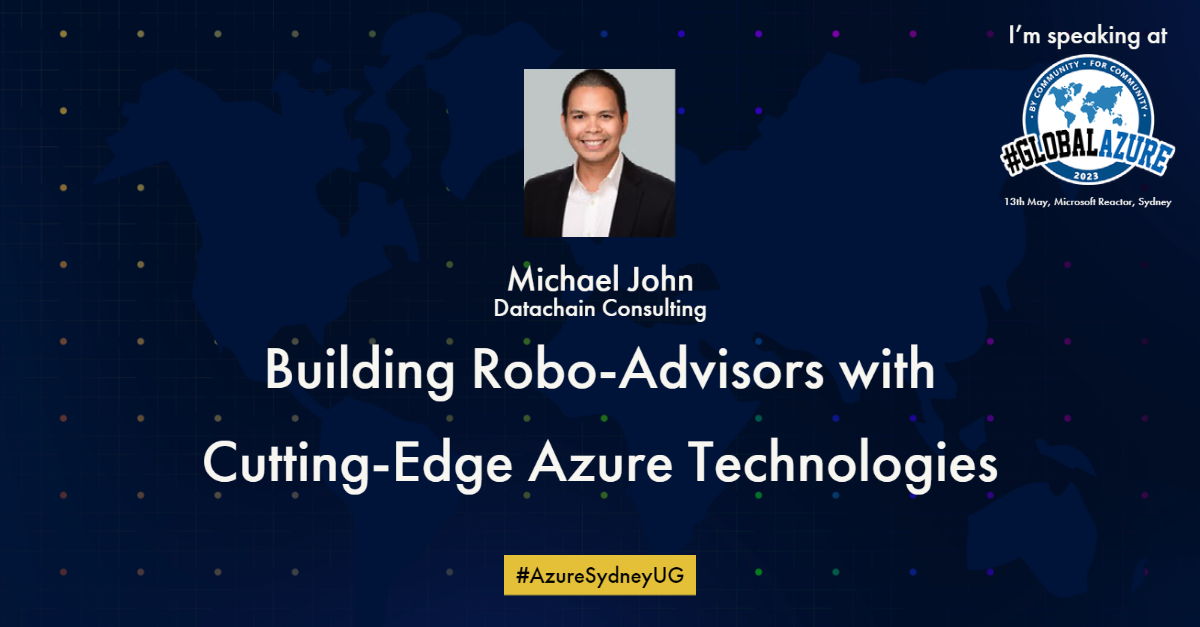 I'm speaking at
• BY COMMUNITY • FOR COMMUNITY •
#GLOBALAZURE
2023
13th May, Microsoft Reactor, Sydney
Michael John
Datachain Consulting
Building Robo-Advisors with
Cutting-Edge Azure Technologies
#AzureSydneyUG